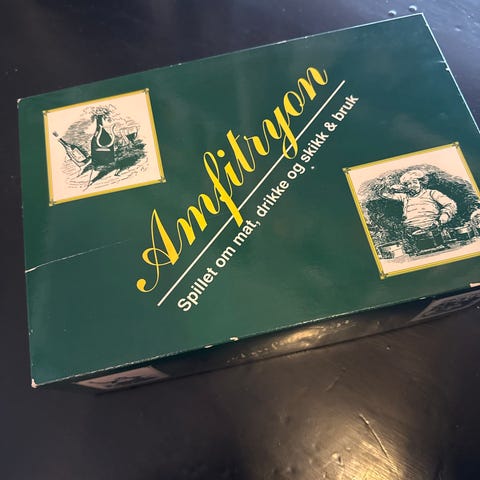 Amfitryon
Spillet om mat, drikke og skikk & bruk